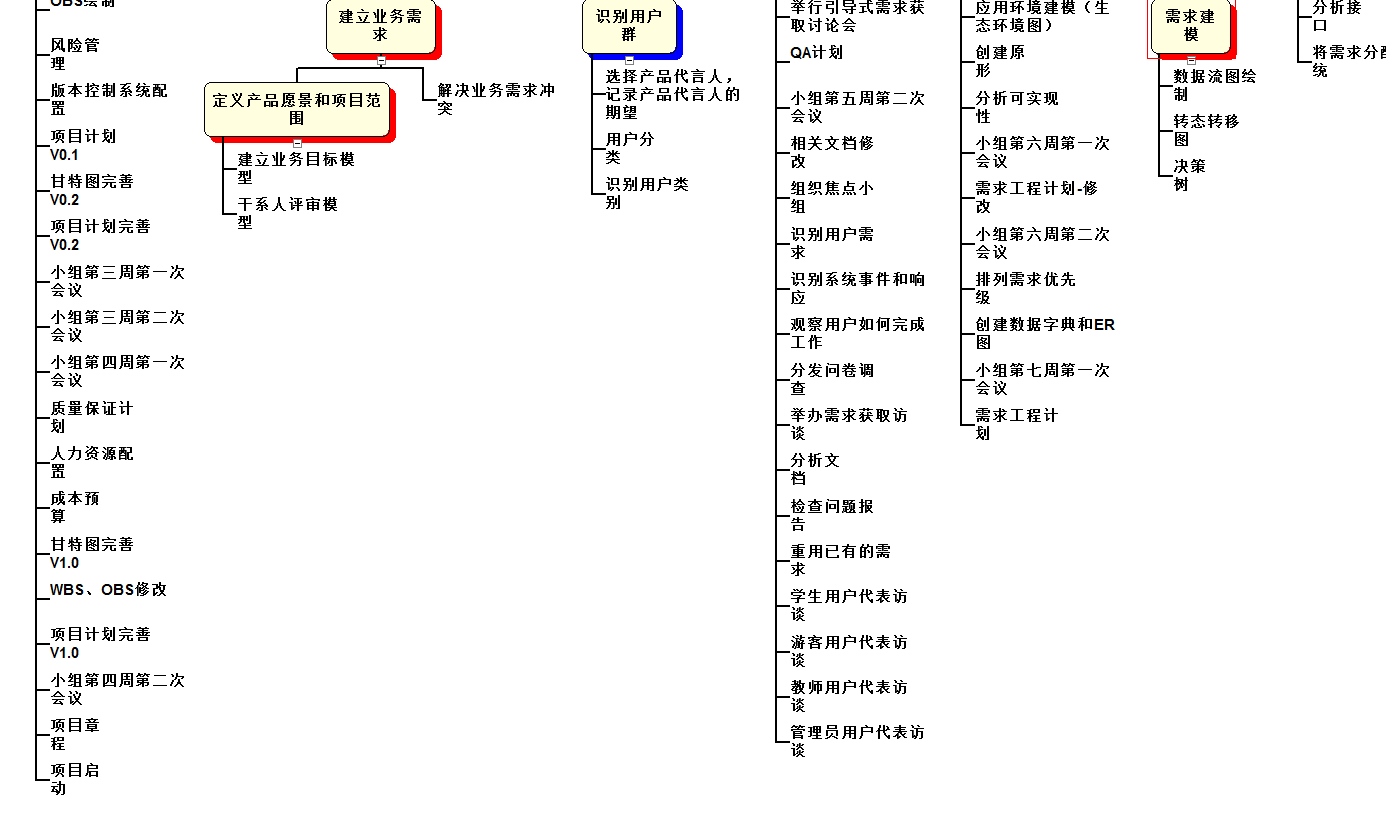 OBS绘制
风险管
理
版本控制系统配
置
项目计划
V0.1
甘特图完善
V0.2
项目计划完善
V0.2
小组第三周第一次
会议
小组第三周第二次
会议
小组第四周第一次
会议
质量保证计
划
人力资源配
置
成本预
算
甘特图完善
V1.0
WBS、OBS修改
项目计划完善
V1.0
小组第四周第二次
会议
项目章
程
项目启
动
建立业务需
求
定义产品愿景和项目范
围
建立业务目标模
型
干系人评审模
型
解决业务需求冲
突
识别用户
群
选择产品代言人，
记录产品代言人的
期望
用户分
类
识别用户类
别
举行引导式需求获
取讨论会
QA计划
小组第五周第二次
会议
相关文档修
改
组织焦点小
组
识别用户需
求
识别系统事件和响
应
观察用户如何完成
工作
分发问卷调
查
举办需求获取访
谈
分析文
档
检查问题报
告
重用已有的需
求
学生用户代表访
谈
游客用户代表访
谈
教师用户代表访
谈
管理员用户代表访
谈
应用环境建模（生
态环境图）
创建原
形
分析可实现
性
小组第六周第一次
会议
需求工程计划-修
改
小组第六周第二次
会议
排列需求优先
级
创建数据字典和ER
图
小组第七周第一次
会议
需求工程计
划
需求建
模
数据流图绘
制
转态转移
图
决策
树
分析接
口
将需求分配
统